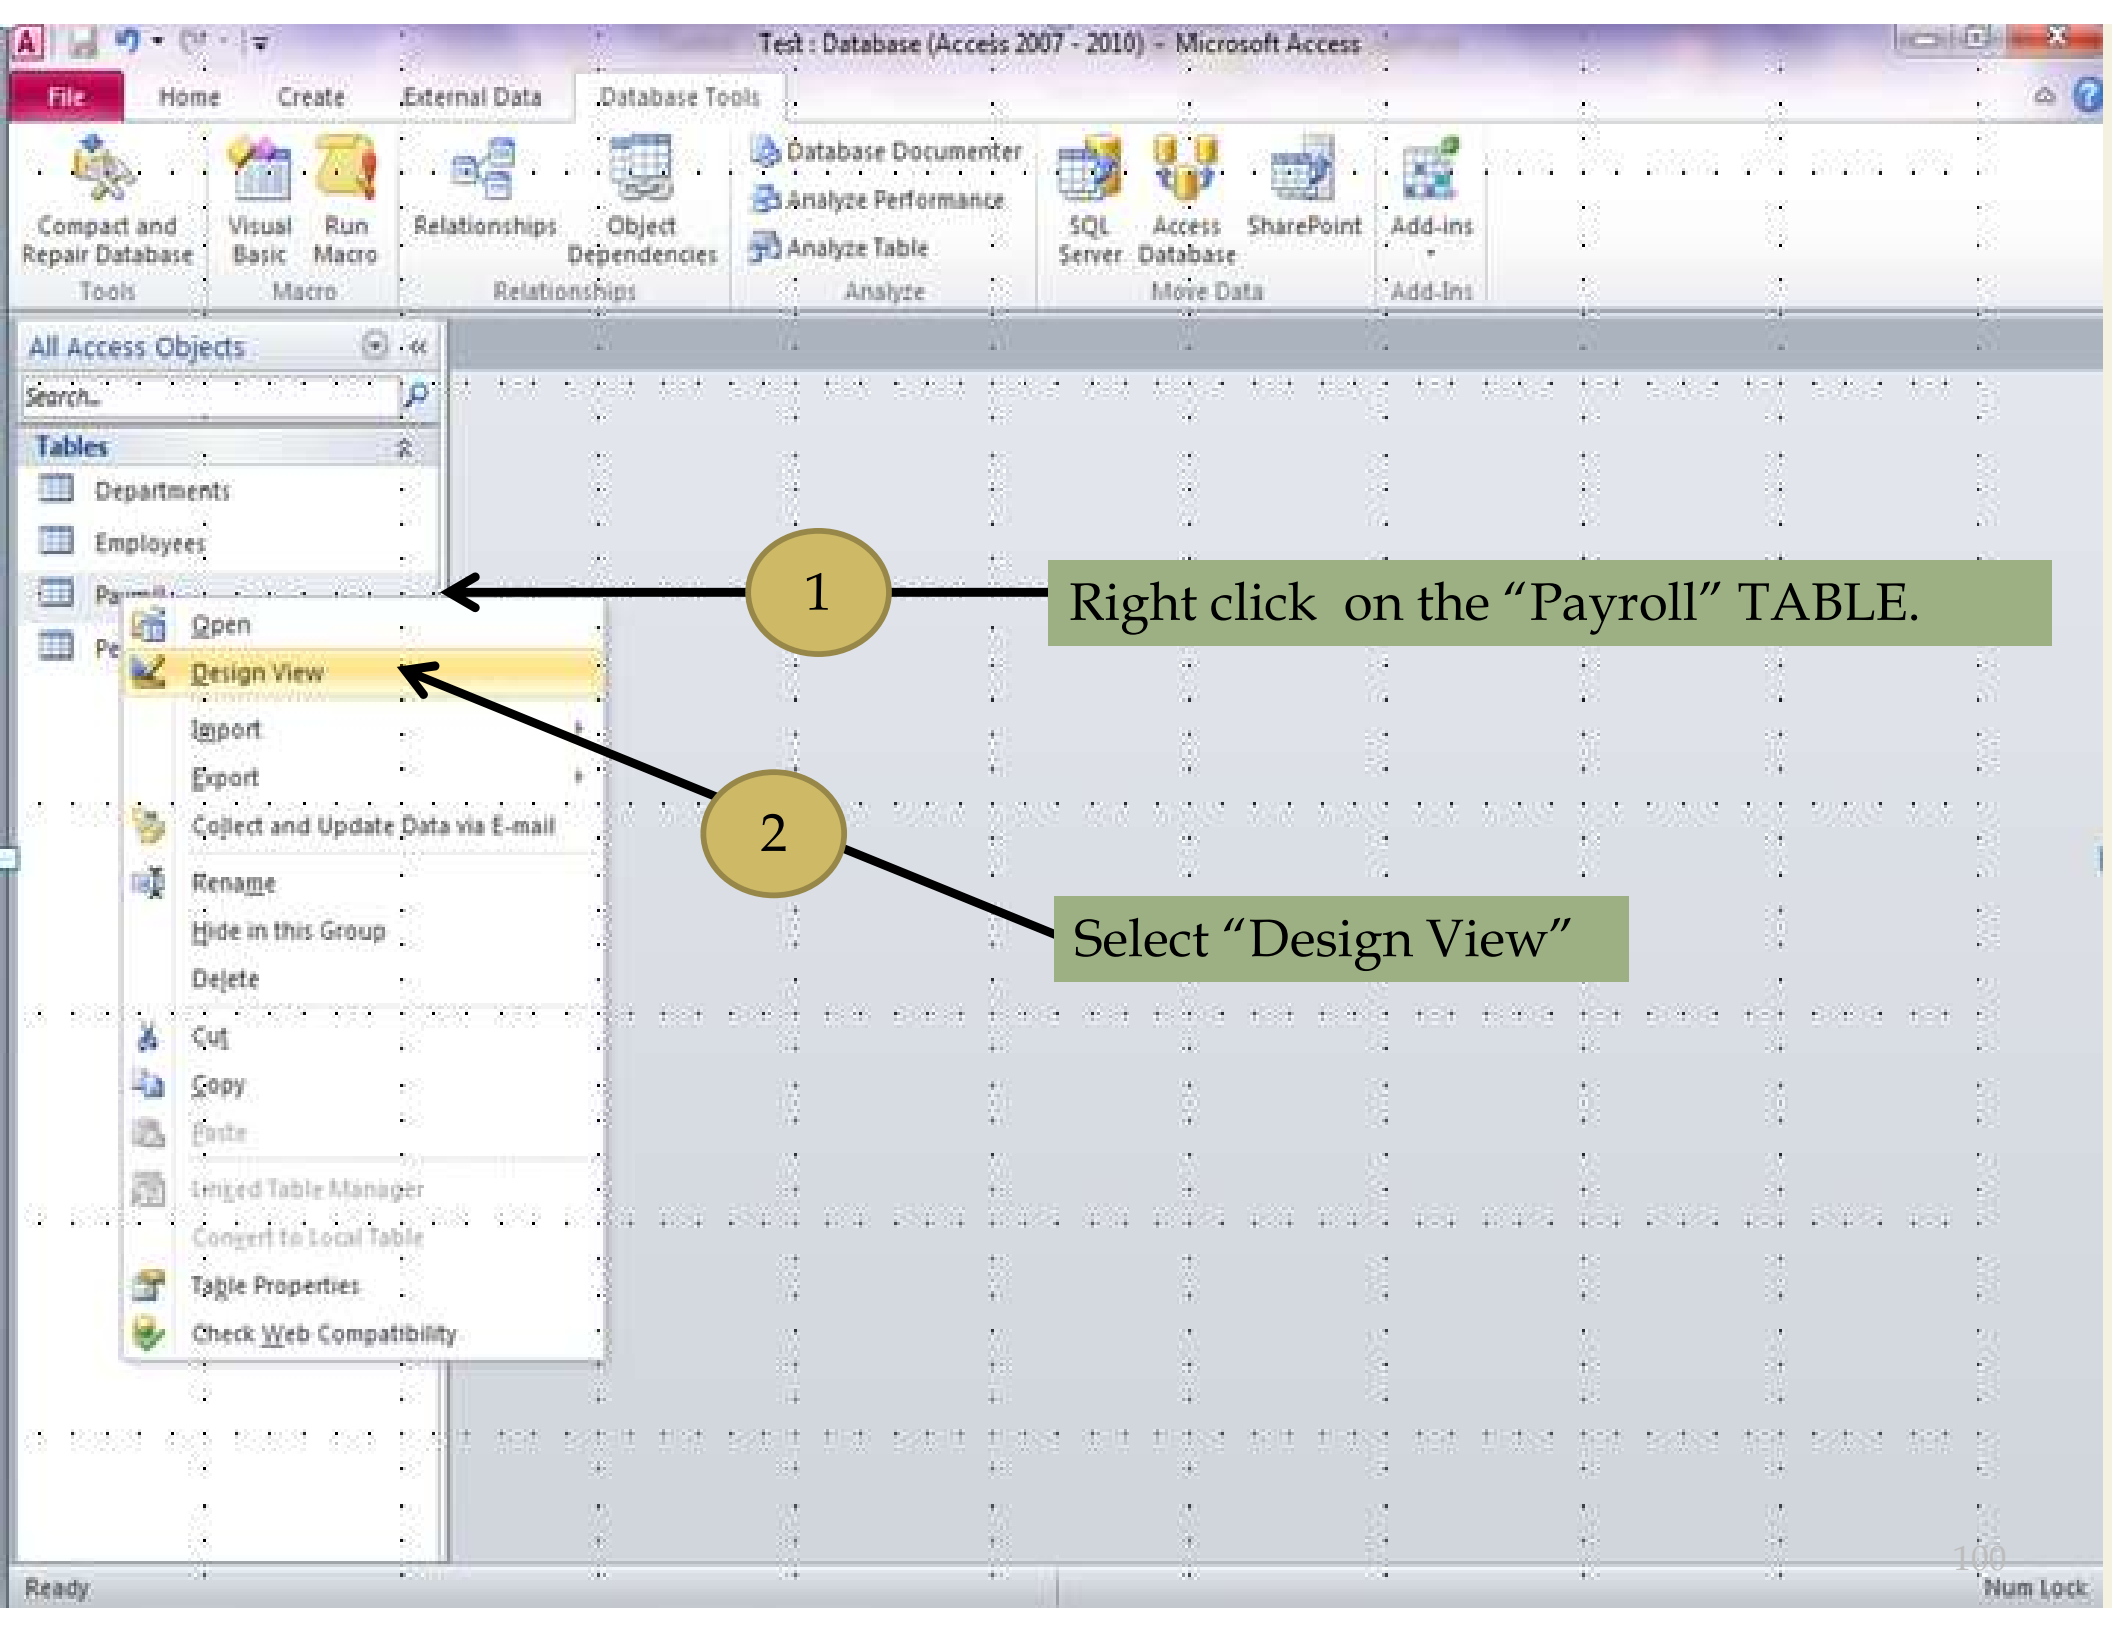 Test : Database (Access 2007 - 2010) - Microsoft Access
File Home Create External Data Database Tools
Compact and Repair Database
Visual Basic
Run Macro
Relationships
Object Dependencies
Database Documenter
Analyze Performance
Analyze Table
SQL Server
Access Database
SharePoint
Add-ins
Tools Macro Relationships Analyze Move Data Add-Ins
All Access Objects
Search...
Tables
Departments
Employees
1
Right click on the “Payroll” TABLE.
Open
Design View
Import
Export
Collect and Update Data via E-mail
2
Rename
Hide in this Group
Select “Design View”
Delete
Cut
Copy
Paste
Linked Table Manager
Convert to Local Table
Table Properties
Check Web Compatibility
100
Ready
Num Lock